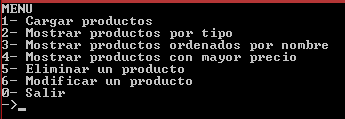 MENU
1- Cargar productos
2- Mostrar productos por tipo
3- Mostrar productos ordenados por nombre
4- Mostrar productos con mayor precio
5- Eliminar un producto
6- Modificar un producto
0- Salir
->_